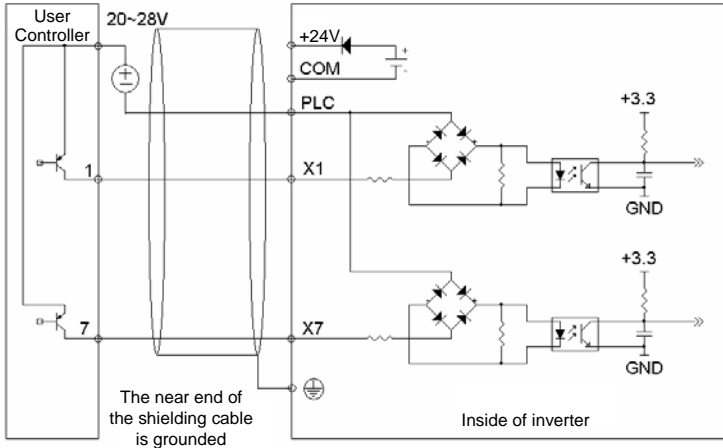 User
Controller
20~28V
+24V
COM
PLC
+
-
+3.3
1
X1
GND
+3.3
7
X7
GND
The near end of
the shielding cable
is grounded
Inside of inverter